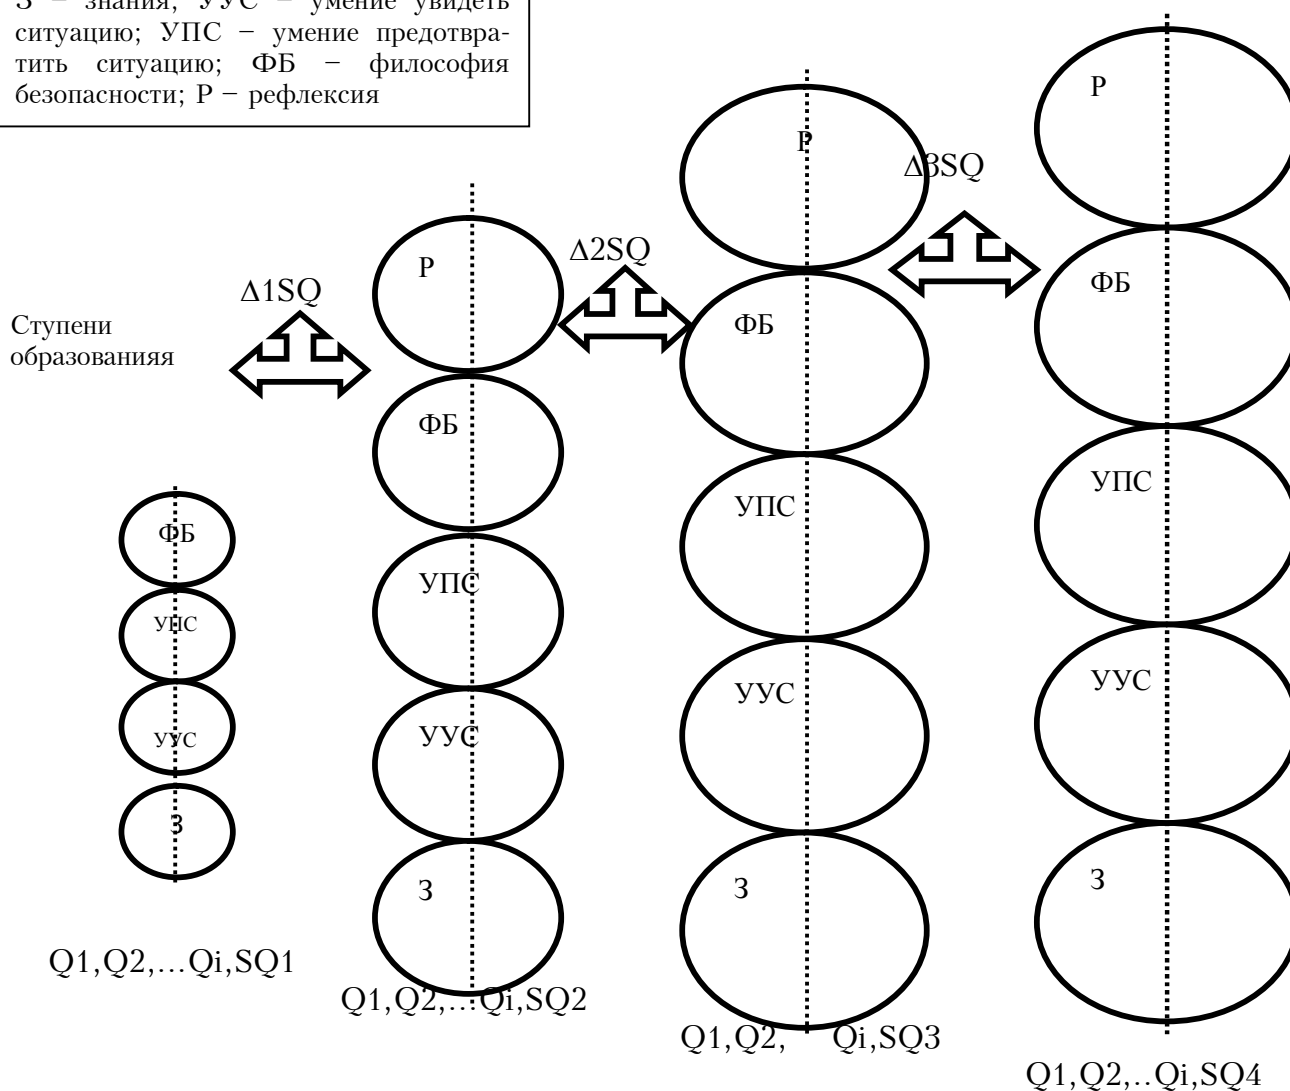 З – знания; УУС – умение увидеть
ситуацию; УПС – умение предотвра-
тить ситуацию; ФБ – философия
безопасности; Р – рефлексия
Ступени
образованияя
Δ1SQ
Δ2SQ
Δ3SQ
ФБ
УПС
УУС
З
Q1,Q2,...Qi,SQ1
Р
ФБ
УПС
УУС
З
Q1,Q2,...Qi,SQ2
Р
ФБ
УПС
УУС
З
Q1,Q2, Qi,SQ3
Р
ФБ
УПС
УУС
З
Q1,Q2,..Qi,SQ4